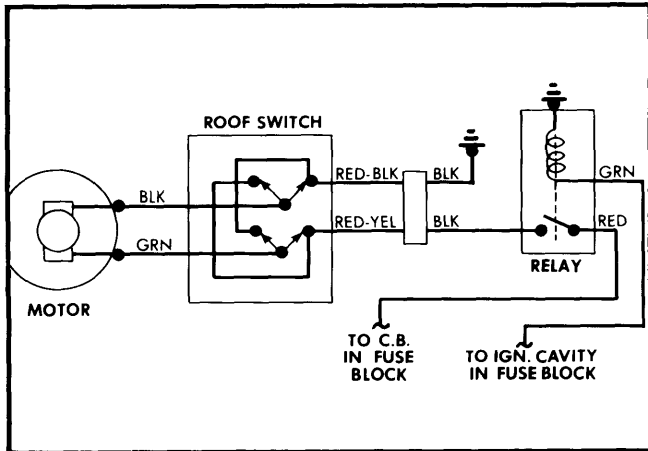 ROOF SWITCH
RED-BLK
BLK
GRN
BLK
RED-YEL
BLK
RED
GRN
RELAY
MOTOR
TO C.B.
IN FUSE
BLOCK
TO IGN. CAVITY
IN FUSE BLOCK